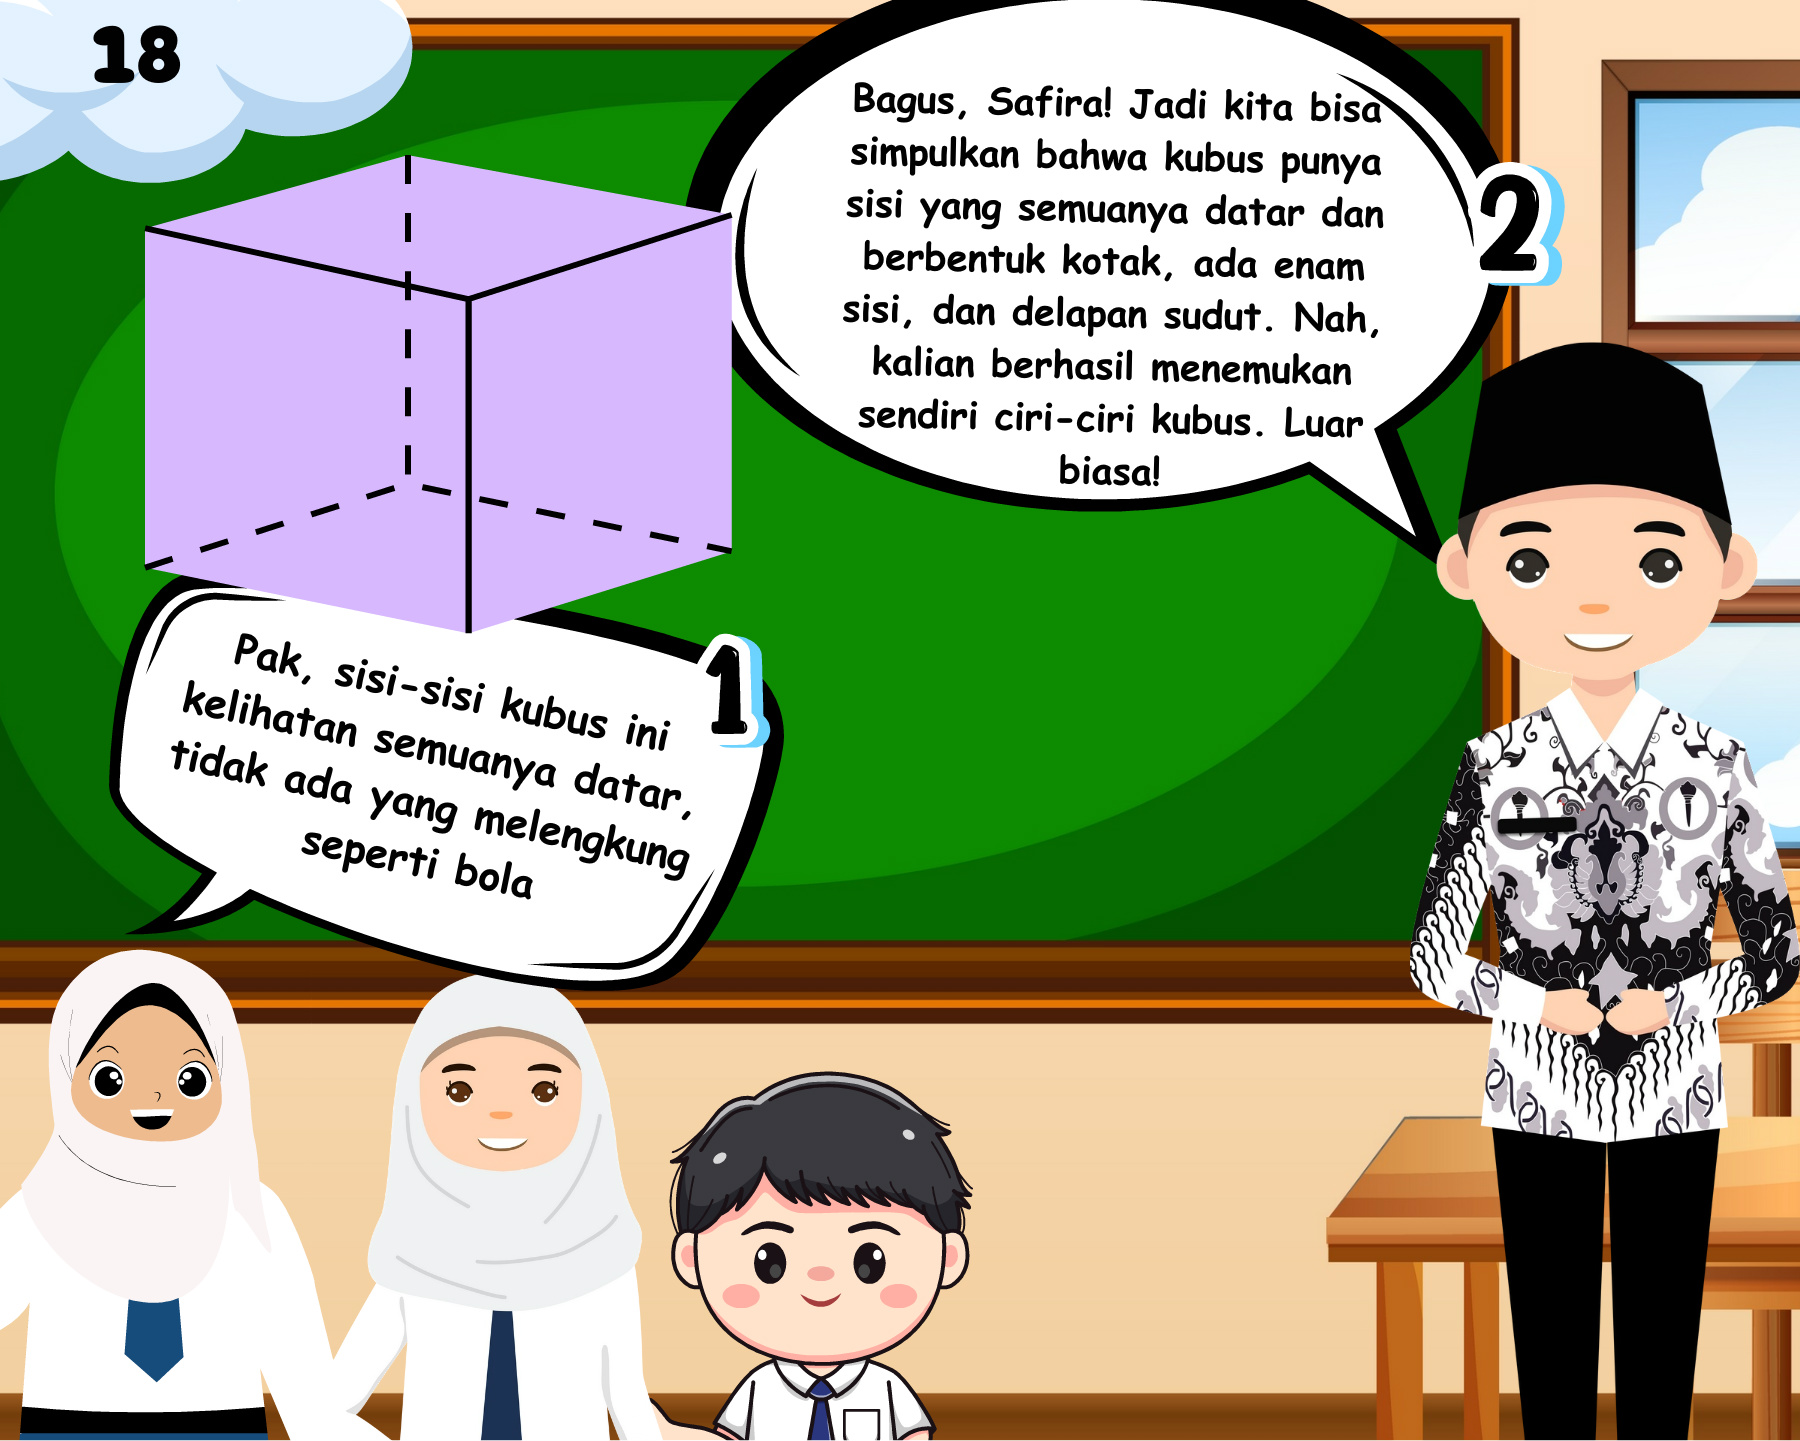 18
1
Pak, sisi-sisi kubus ini
kelihatan semuanya datar,
tidak ada yang melengkung
seperti bola
2
Bagus, Safira! Jadi kita bisa
simpulkan bahwa kubus punya
sisi yang semuanya datar dan
berbentuk kotak, ada enam
sisi, dan delapan sudut. Nah,
kalian berhasil menemukan
sendiri ciri-ciri kubus. Luar
biasa!